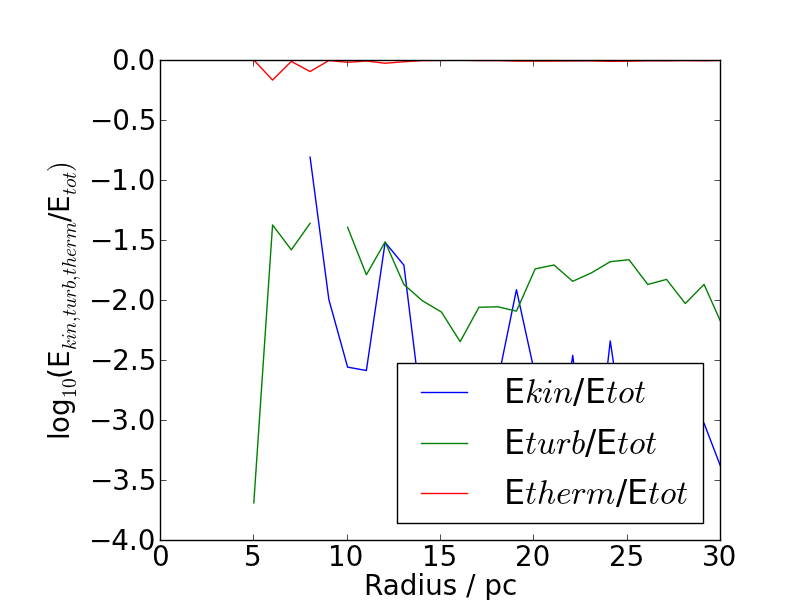 log10(Ekin,turb,therm/Etot)
0.0
−0.5
−1.0
−1.5
−2.0
−2.5
−3.0
−3.5
−4.0
Ekin/Etot
Eturb/Etot
Etherm/Etot
0 5 10 15 20 25 30
Radius / pc